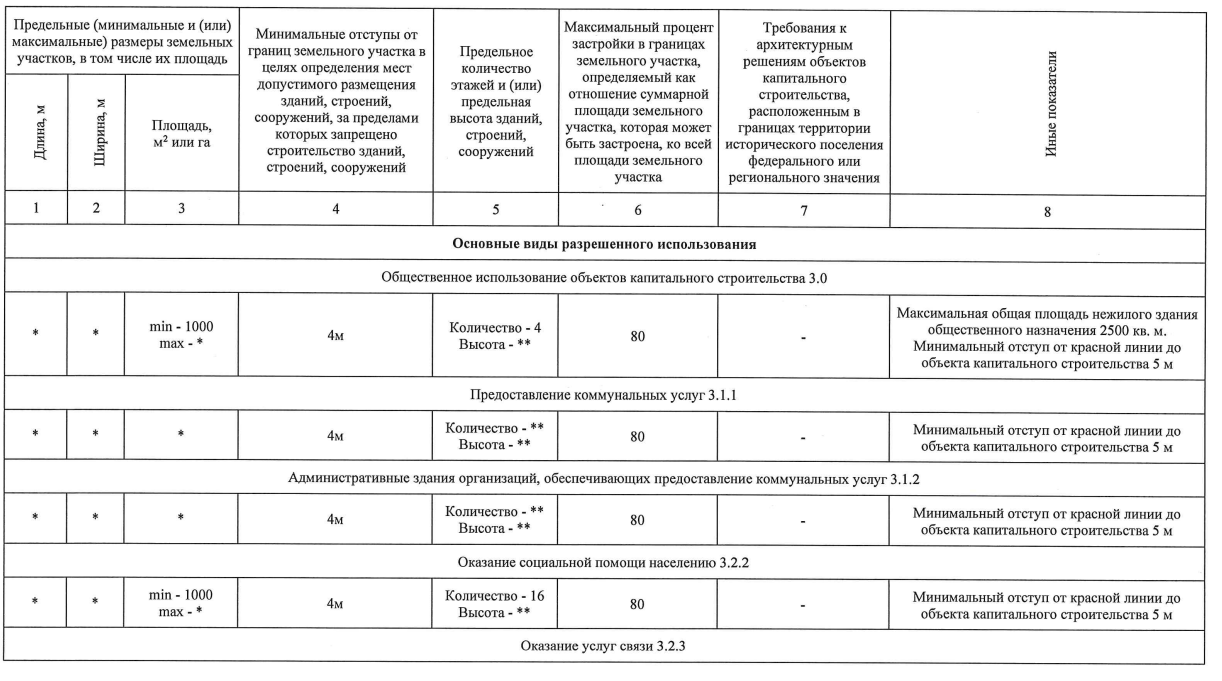 Предельные (минимальные и (или)
максимальные) размеры земельных
участков, в том числе их площадь
Длина, м
Ширина, м
Площадь,
м² или га
Минимальные отступы от
границ земельного участка в
целях определения мест
допустимого размещения
зданий, строений,
сооружений, за пределами
которых запрещено
строительство зданий,
строений, сооружений
Предельное
количество
этажей и (или)
предельная
высота зданий,
строений,
сооружений
Максимальный процент
застройки в границах
земельного участка,
определяемый как
отношение суммарной
площади земельного
участка, которая может
быть застроена, ко всей
площади земельного
участка
Требования к
архитектурным
решениям объектов
капитального
строительства,
расположенным в
границах территории
исторического поселения
федерального или
регионального значения
Иные показатели
1 2 3 4 5 6 7 8
Основные виды разрешенного использования
Общественное использование объектов капитального строительства 3.0
*
*
min - 1000
max - *
4м
Количество - 4
Высота - **
80
-
Максимальная общая площадь нежилого здания
общественного назначения 2500 кв. м.
Минимальный отступ от красной линии до
объекта капитального строительства 5 м
Предоставление коммунальных услуг 3.1.1
*
*
*
4м
Количество - **
Высота - **
80
-
Минимальный отступ от красной линии до
объекта капитального строительства 5 м
Административные здания организаций, обеспечивающих предоставление коммунальных услуг 3.1.2
*
*
*
4м
Количество - **
Высота - **
80
-
Минимальный отступ от красной линии до
объекта капитального строительства 5 м
Оказание социальной помощи населению 3.2.2
*
*
min - 1000
max - *
4м
Количество - 16
Высота - **
80
-
Минимальный отступ от красной линии до
объекта капитального строительства 5 м
Оказание услуг связи 3.2.3